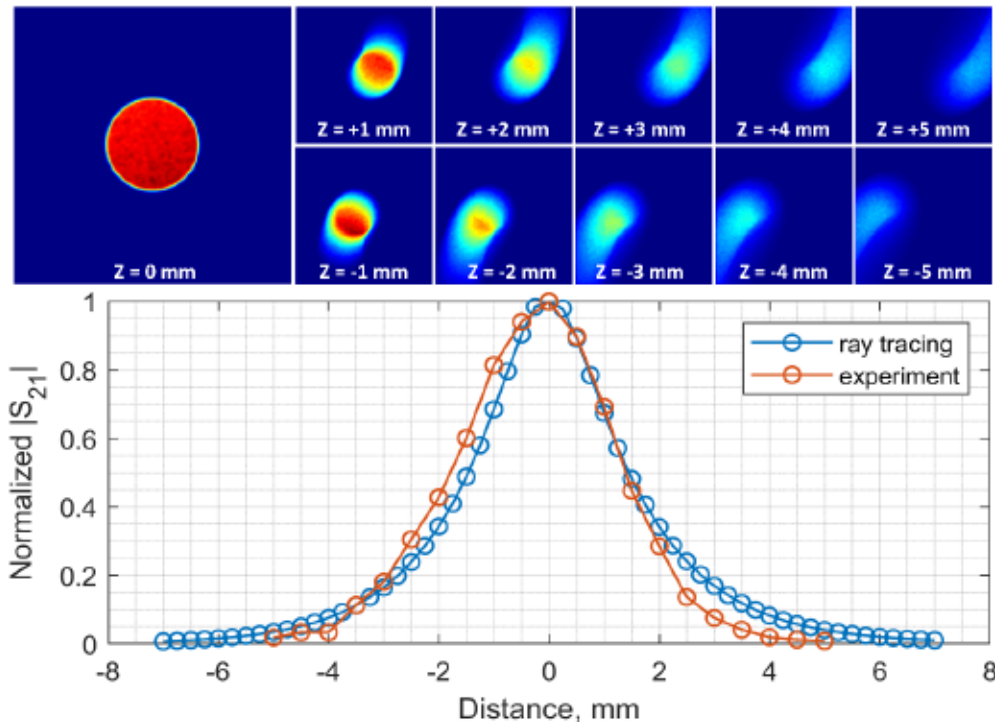 Z = 0 mm
Z = +1 mm
Z = +2 mm
Z = +3 mm
Z = +4 mm
Z = +5 mm
Z = -1 mm
Z = -2 mm
Z = -3 mm
Z = -4 mm
Z = -5 mm
Normalized |S21|
1
0.8
0.6
0.4
0.2
0
ray tracing
experiment
-8
-6
-4
-2
0
2
4
6
8
Distance, mm